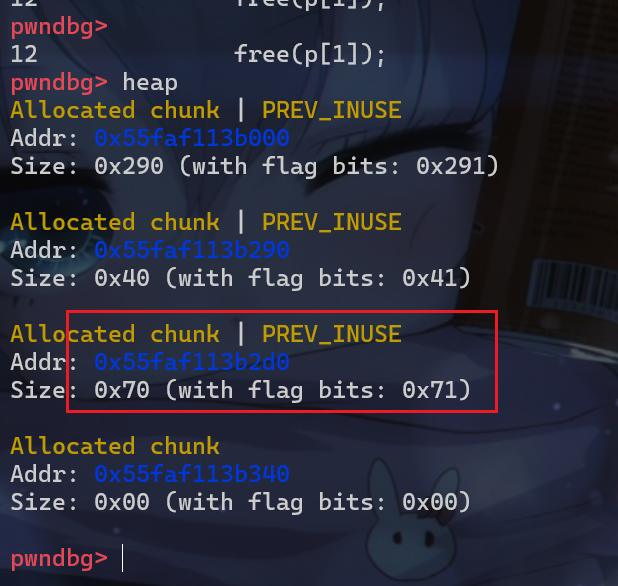 12              free(p[1]);
pwndbg>
12              free(p[1]);
pwndbg> heap
Allocated chunk | PREV_INUSE
Addr: 0x55faf113b000
Size: 0x290 (with flag bits: 0x291)
Allocated chunk | PREV_INUSE
Addr: 0x55faf113b290
Size: 0x40 (with flag bits: 0x41)
Allocated chunk | PREV_INUSE
Addr: 0x55faf113b2d0
Size: 0x70 (with flag bits: 0x71)
Allocated chunk
Addr: 0x55faf113b340
Size: 0x00 (with flag bits: 0x00)
pwndbg>